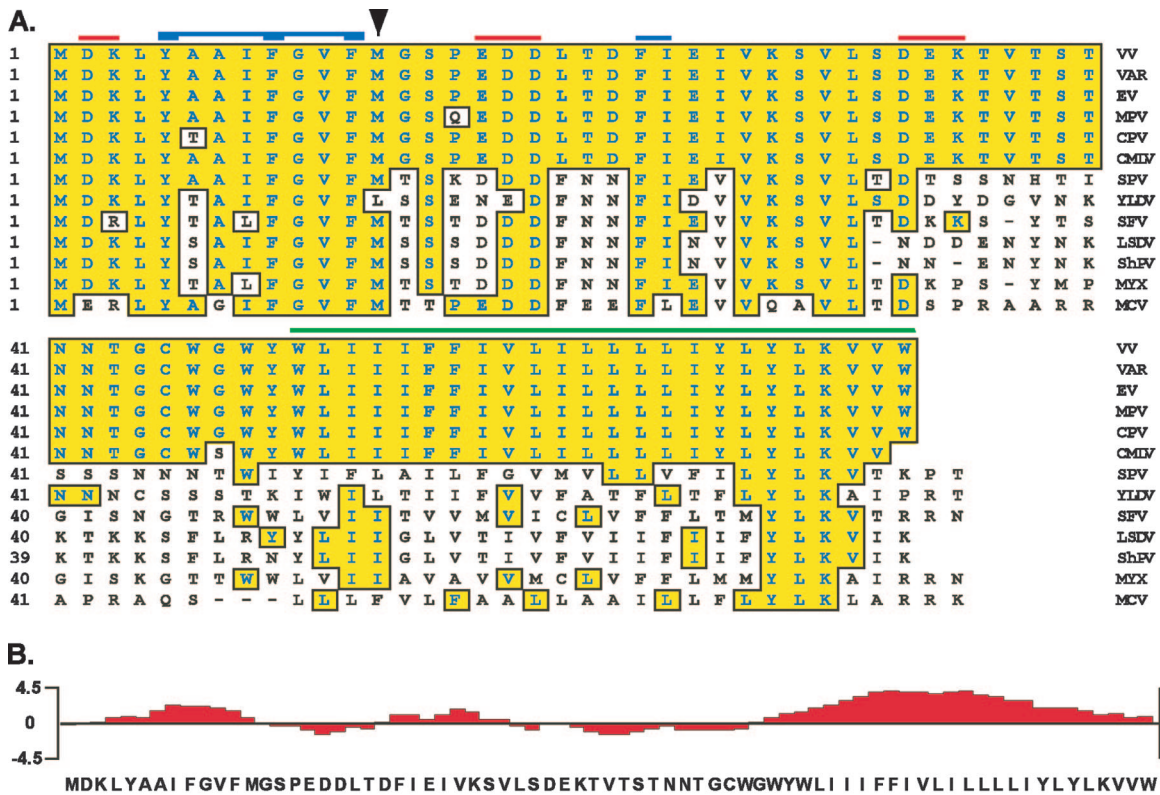 A.
1 M D K L Y A A I F G V F M G S P E D D L T D F I E I V K S V L S D E K T V T S T VV
1 M D K L Y A A I F G V F M G S P E D D L T D F I E I V K S V L S D E K T V T S T VAR
1 M D K L Y A A I F G V F M G S P E D D L T D F I E I V K S V L S D E K T V T S T EV
1 M D K L Y A A I F G V F M G S Q E D D L T D F I E I V K S V L S D E K T V T S T MPV
1 M D K L Y T A I F G V F M G S P E D D L T D F I E I V K S V L S D E K T V T S T CPV
1 M D K L Y A A I F G V F M G S P E D D L T D F I E I V K S V L S D E K T V T S T CMLV
1 M D K L Y A A I F G V F M T S K D D D F N N F I E V V K S V L T D T S S N H T I SPV
1 M D K L Y T A I F G V F L S S E N E D F N N F I D V V K S V L S D D Y D G V N K YLDV
1 M D R L Y T A L F G V F M T S T D D D F N N F I E V V K S V L T D K K S - Y T S SFV
1 M D K L Y S A I F G V F M S S S D D D F N N F I N V V K S V L - N D D E N Y N K LSDV
1 M D K L Y S A I F G V F M S S S D D D F N N F I N V V K S V L - N N - E N Y N K ShPV
1 M D K L Y T A L F G V F M T S T D D D F N N F I E V V K S V L T D K P S - Y M P MYX
1 M E R L Y A G I F G V F M T T P E D D F E E F L E V V Q A V L T D S P R A A R R MCV
41 N N T G C W G W Y W L I I I F F I V L I L L L L I Y L Y L K V V W VV
41 N N T G C W G W Y W L I I I F F I V L I L L L L I Y L Y L K V V W VAR
41 N N T G C W G W Y W L I I I F F I V L I L L L L I Y L Y L K V V W EV
41 N N T G C W G W Y W L I I I F F I V L I L L L L I Y L Y L K V V W MPV
41 N N T G C W G W Y W L I I I F F I V L I L L L L I Y L Y L K V V W CPV
41 N N T G C W S W Y W L I I I F F I V L I L L L L I Y L Y L K V V CMLV
41 S S S N N N T W I Y I F L A I L F G V M V L L V F I L Y L K V T K P T SPV
41 N N N C S S S T K I W I L T I I F V V F A T F L T F L Y L K A I P R T YLDV
40 G I S N G T R W W L V I I T V V M V I C L V F F L T M Y L K V T R R N SFV
40 K T K K S F L R Y Y L I I G L V T I V F V I I F I I F Y L K V I K LSDV
39 K T K K S F L R N Y L I I G L V T I V F V I I F I I F Y L K V I K ShPV
40 G I S K G T T W W L V I I A V A V V M C L V F F L M M Y L K A I R R N MYX
41 A P R A Q S - - - L L L F V L F A A L L A A I L L F L Y L K L A R R K MCV
B.
4.5
0
-4.5
MDKLYAAIFGVFMGSPEDDLTDFIEIVKSVLSDEKTVTSTNNTGCWGWYWLIIIFFIVLILLLLIYLYLKVVW